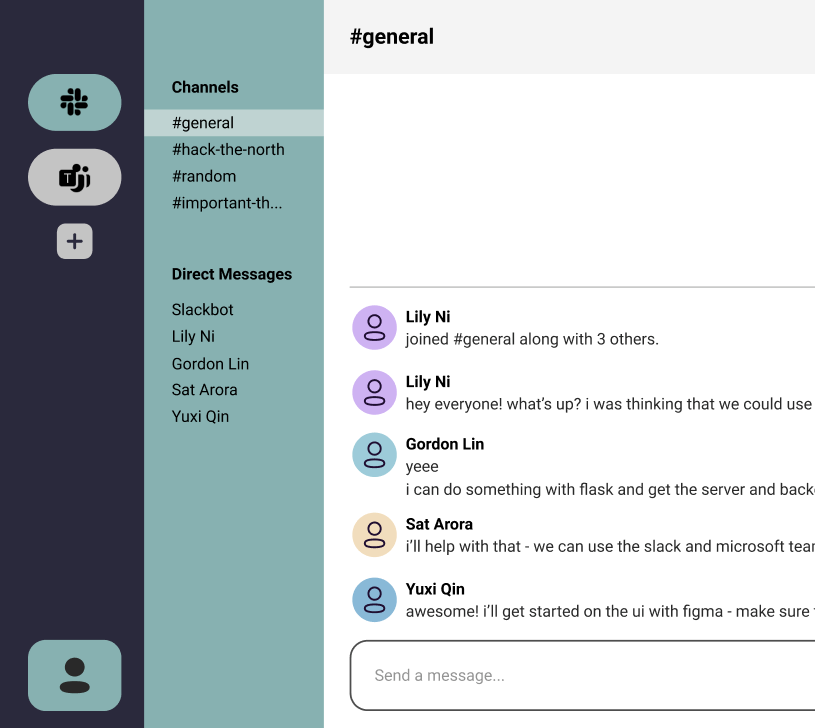 #general
Channels
#general
#hack-the-north
#random
#important-th...
Direct Messages
Slackbot
Lily Ni
Gordon Lin
Sat Arora
Yuxi Qin
Lily Ni
joined #general along with 3 others.
Lily Ni
hey everyone! what’s up? i was thinking that we could use
Gordon Lin
yeee
i can do something with flask and get the server and back
Sat Arora
i’ll help with that - we can use the slack and microsoft tea
Yuxi Qin
awesome! i’ll get started on the ui with figma - make sure
Send a message...
T